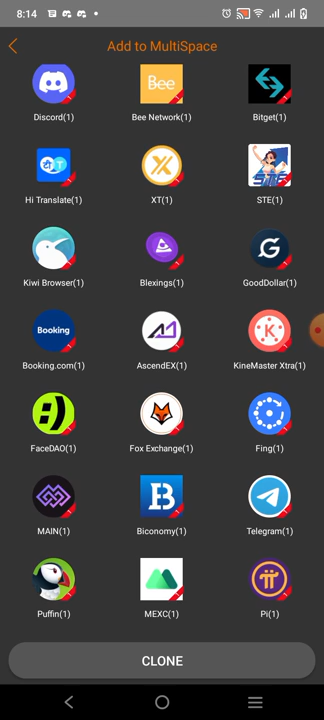 8:14
Add to MultiSpace
Bee
Discord(1) Bee Network(1) Bitget(1)
STE
Hi Translate(1) XT(1) STE(1)
Kiwi Browser(1) Blexings(1) GoodDollar(1)
Booking
Booking.com(1) AscendEX(1) KineMaster Xtra(1)
FaceDAO(1) Fox Exchange(1) Fing(1)
MAIN(1) Biconomy(1) Telegram(1)
Puffin(1) MEXC(1) Pi(1)
CLONE